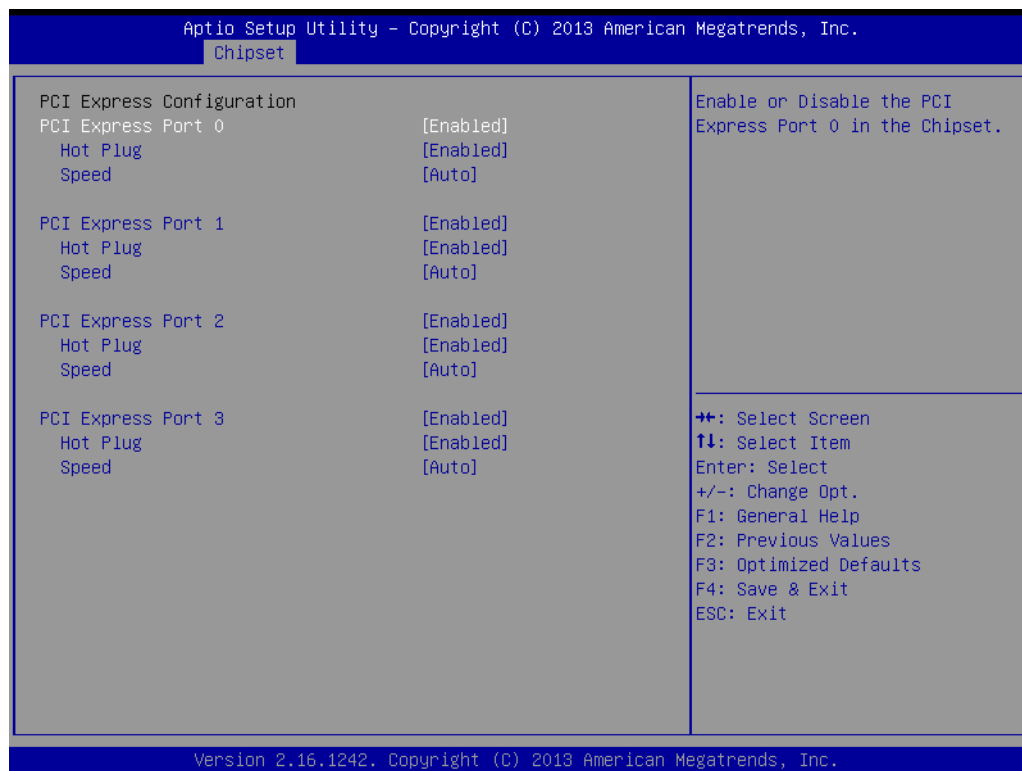 Aptio Setup Utility – Copyright (C) 2013 American Megatrends, Inc.
Chipset
PCI Express Configuration
PCI Express Port 0 [Enabled]
Hot Plug [Enabled]
Speed [Auto]
PCI Express Port 1 [Enabled]
Hot Plug [Enabled]
Speed [Auto]
PCI Express Port 2 [Enabled]
Hot Plug [Enabled]
Speed [Auto]
PCI Express Port 3 [Enabled]
Hot Plug [Enabled]
Speed [Auto]
Enable or Disable the PCI
Express Port 0 in the Chipset.
→←: Select Screen
↑↓: Select Item
Enter: Select
+/-: Change Opt.
F1: General Help
F2: Previous Values
F3: Optimized Defaults
F4: Save & Exit
ESC: Exit
Version 2.16.1242. Copyright (C) 2013 American Megatrends, Inc.